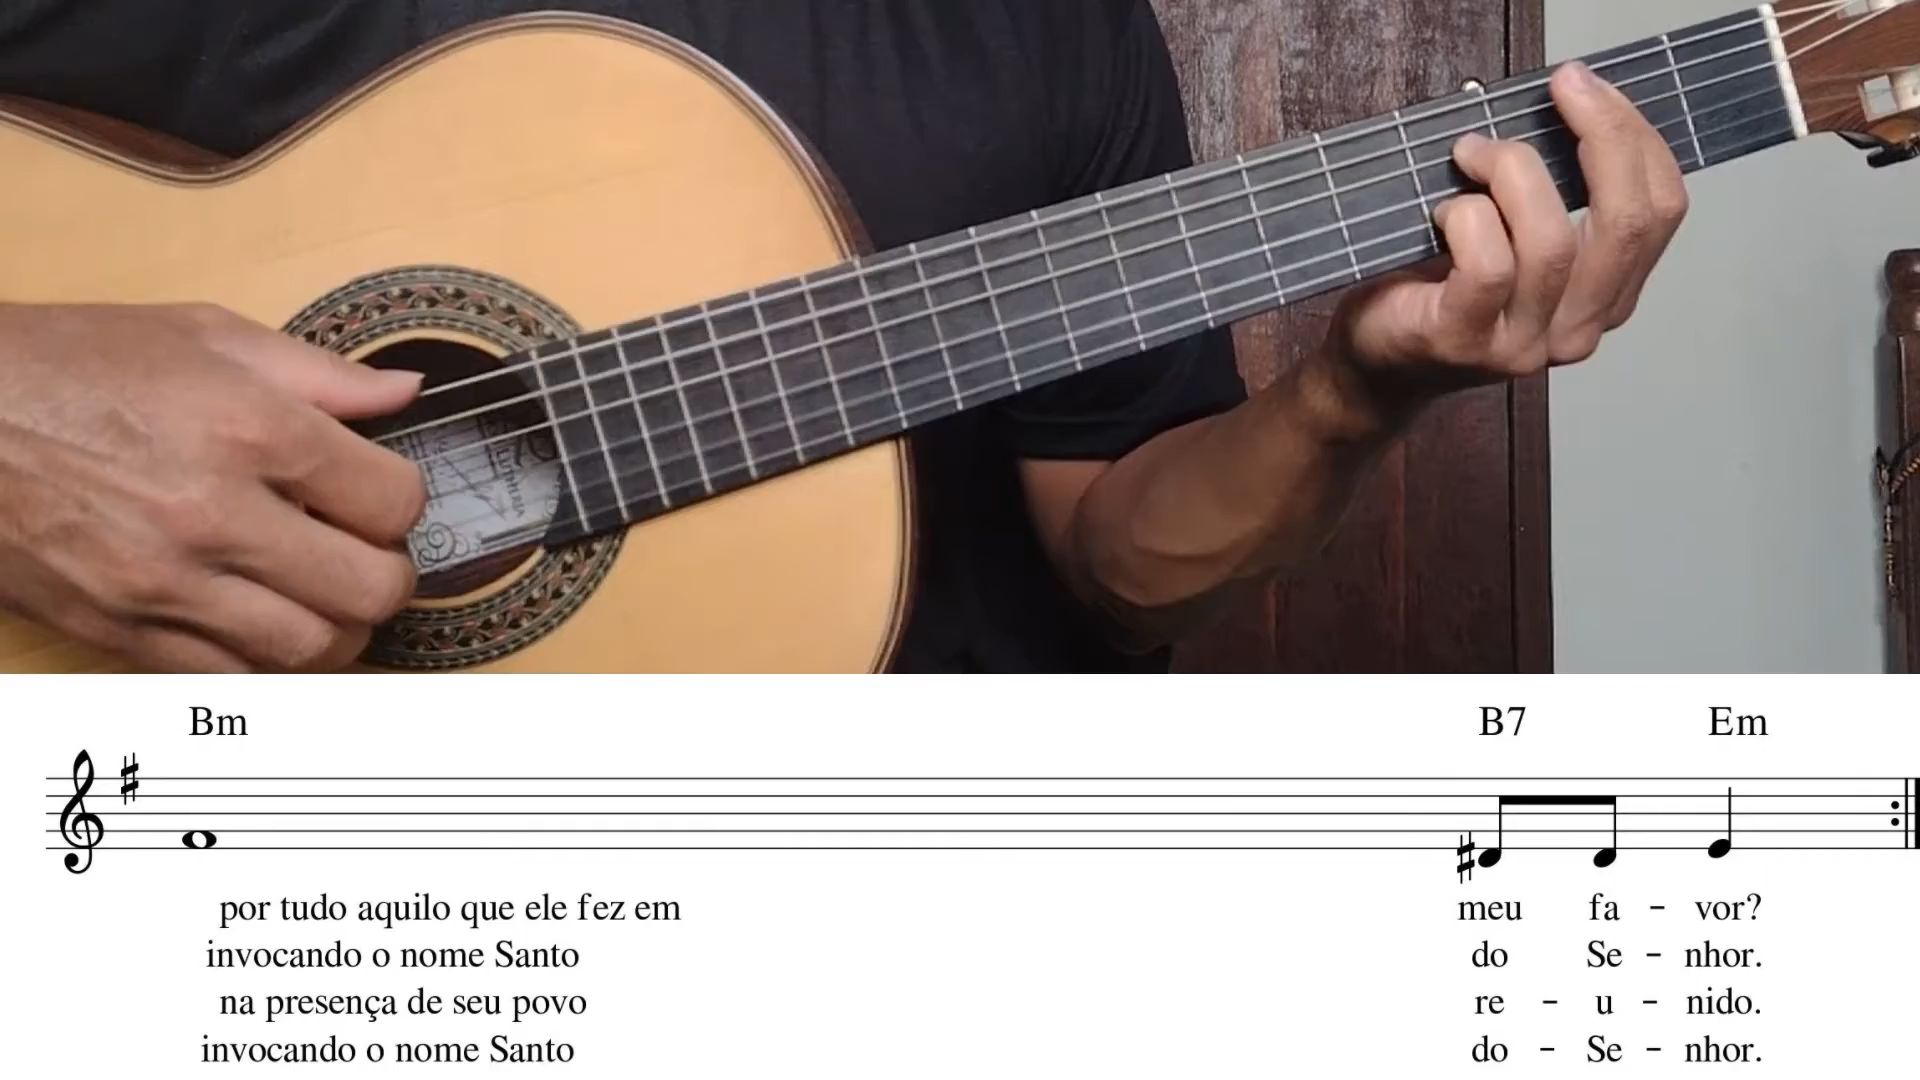 LUTHERIA
Bm B7 Em
por tudo aquilo que ele fez em meu fa - vor?
invocando o nome Santo do Se - nhor.
na presença de seu povo re - u - nido.
invocando o nome Santo do - Se - nhor.